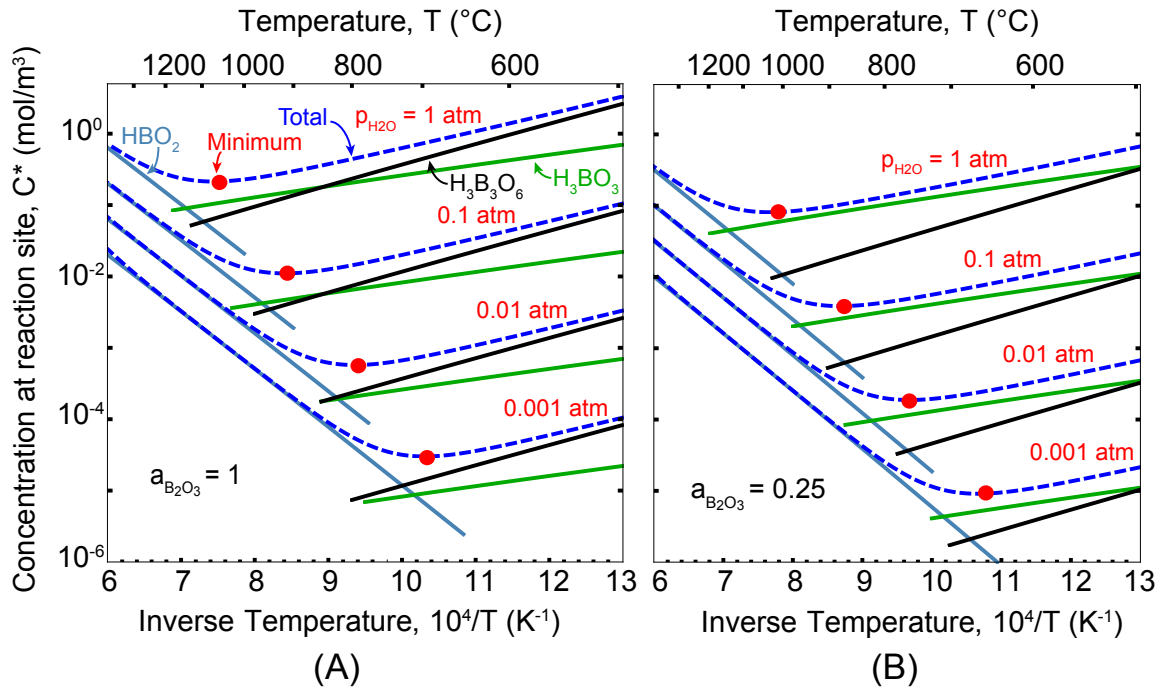 Temperature, T (°C)
1200 1000 800 600
Concentration at reaction site, C* (mol/m³)
10⁰
10⁻²
10⁻⁴
10⁻⁶
HBO₂
Minimum
Total
p_H2O = 1 atm
H₃B₃O₆
H₃BO₃
0.1 atm
0.01 atm
0.001 atm
a_B₂O₃ = 1
6 7 8 9 10 11 12 13
Inverse Temperature, 10⁴/T (K⁻¹)
(A)
Temperature, T (°C)
1200 1000 800 600
p_H2O = 1 atm
0.1 atm
0.01 atm
0.001 atm
a_B₂O₃ = 0.25
6 7 8 9 10 11 12 13
Inverse Temperature, 10⁴/T (K⁻¹)
(B)